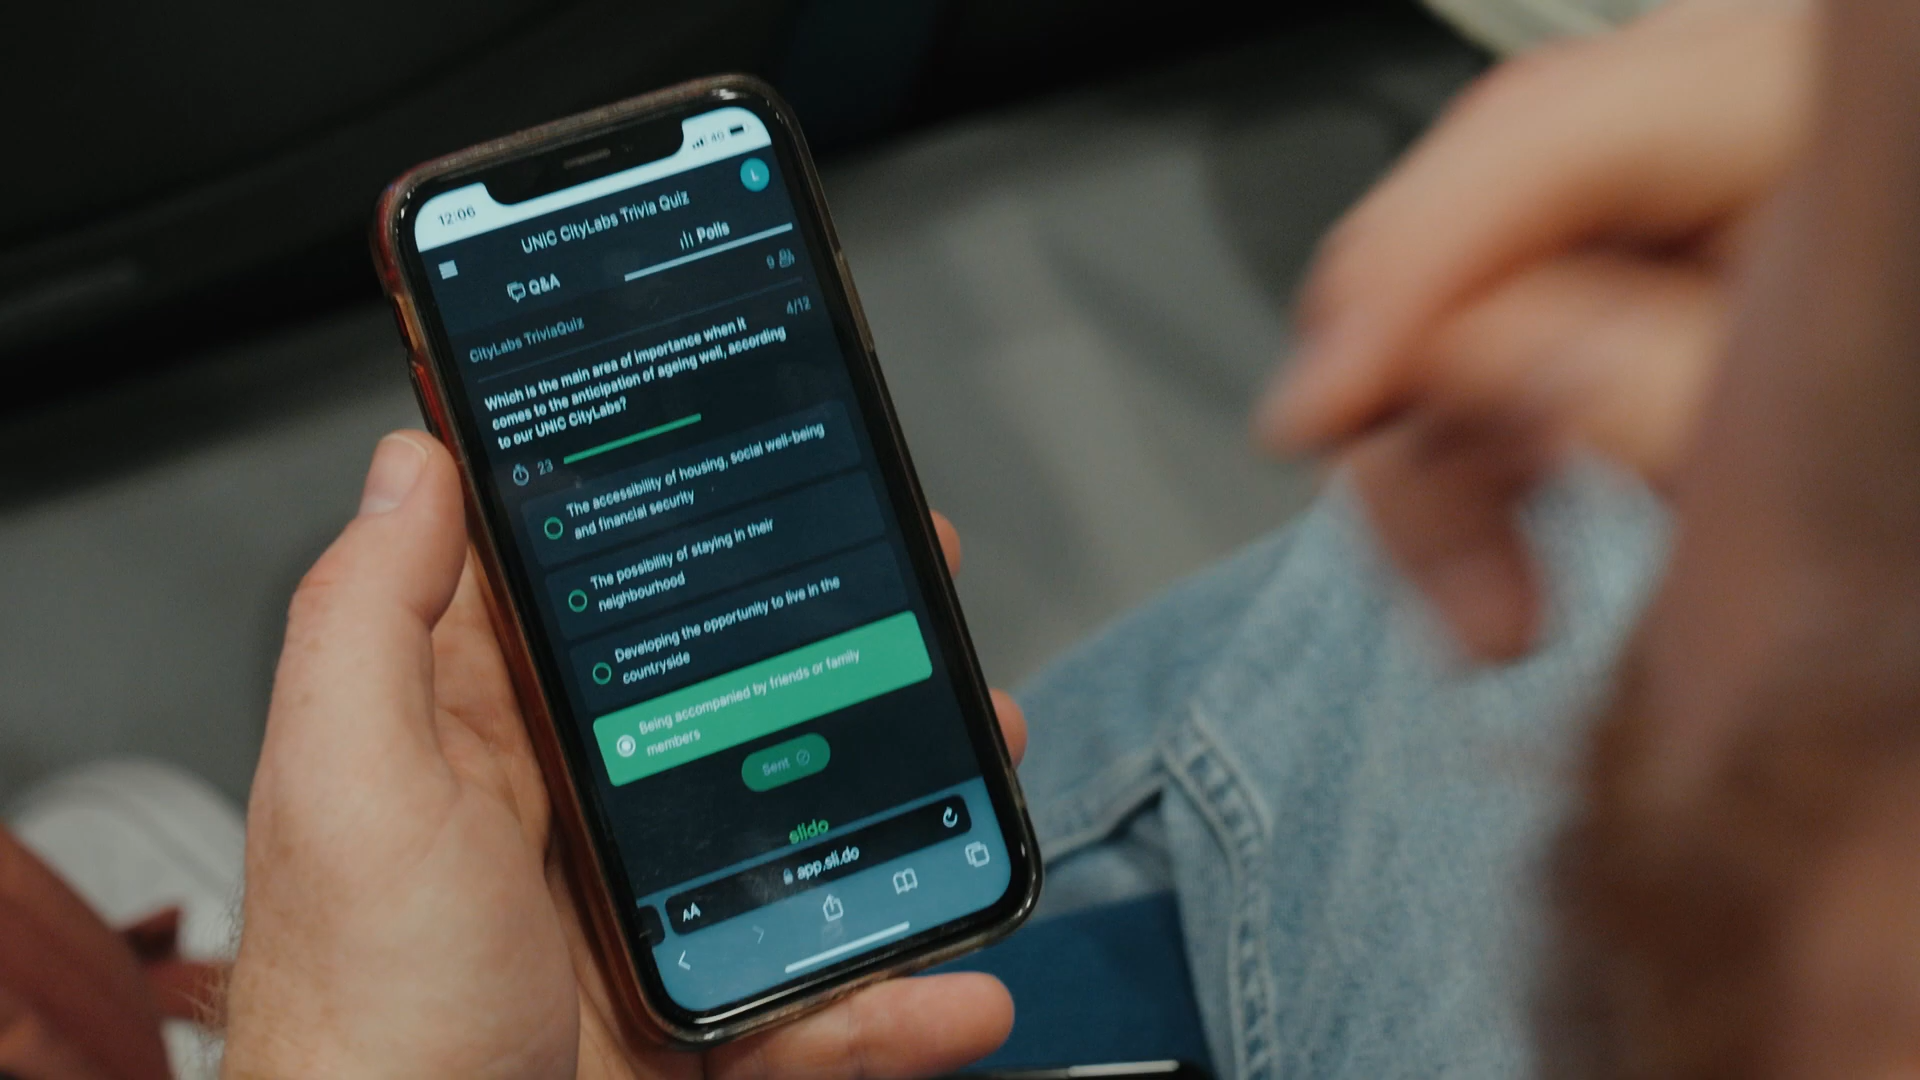 12:06
4G
UNIC CityLabs Trivia Quiz
L
Q&A
Polls
9
CityLabs TriviaQuiz
4/12
Which is the main area of importance when it
comes to the anticipation of ageing well, according
to our UNIC CityLabs?
23
The accessibility of housing, social well-being
and financial security
The possibility of staying in their
neighbourhood
Developing the opportunity to live in the
countryside
Being accompanied by friends or family
members
Sent
slido
AA
app.sli.do